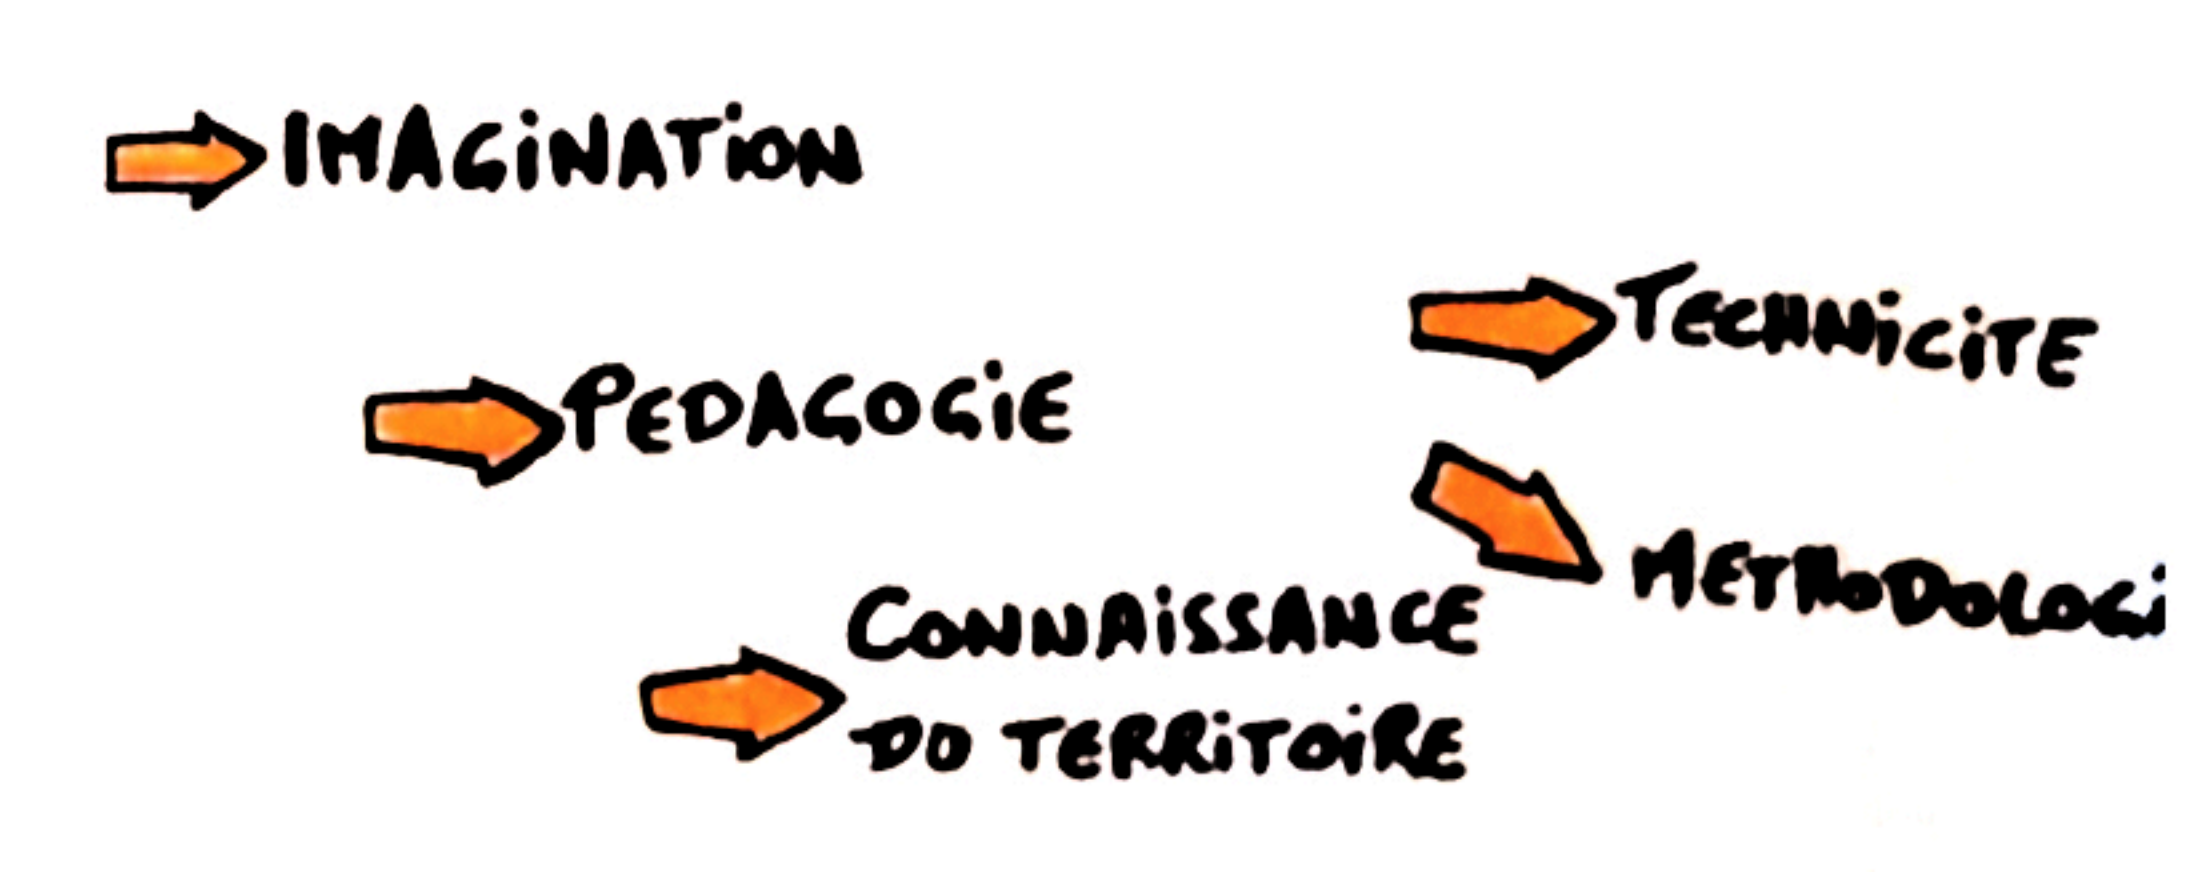 IMAGINATION
PEDAGOGIE
CONNAISSANCE
DU TERRITOIRE
TECHNICITE
METHODOLOGI